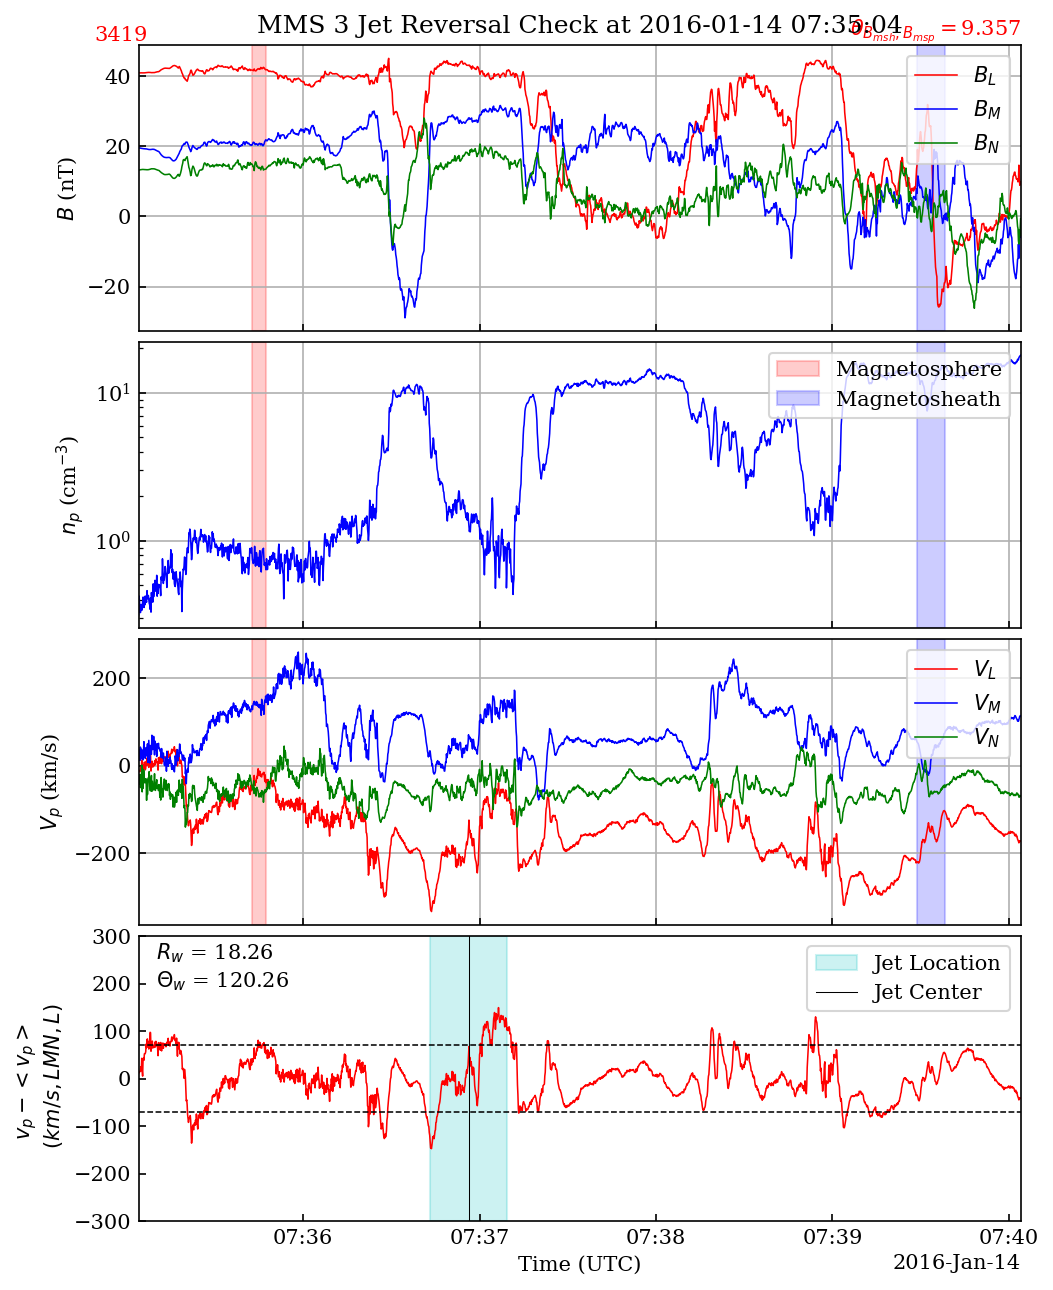 MMS 3 Jet Reversal Check at 2016-01-14 07:35:04
3419
θ_{B_{msh}, B_{msp}} = 9.357
40
20
0
−20
B (nT)
B_L
B_M
B_N
10^1
10^0
n_p (cm^{−3})
Magnetosphere
Magnetosheath
200
0
−200
V_p (km/s)
V_L
V_M
V_N
300
200
100
0
−100
−200
−300
v_p − < v_p >
(km/s, LMN, L)
R_w = 18.26
Θ_w = 120.26
Jet Location
Jet Center
07:36
07:37
07:38
07:39
07:40
Time (UTC)
2016-Jan-14